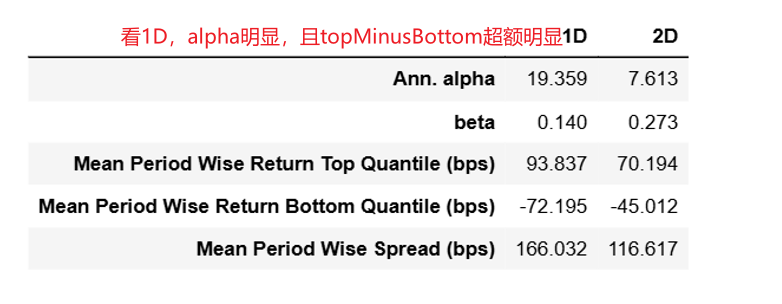 看1D，alpha明显，且topMinusBottom超额明显 1D 2D
Ann. alpha 19.359 7.613
beta 0.140 0.273
Mean Period Wise Return Top Quantile (bps) 93.837 70.194
Mean Period Wise Return Bottom Quantile (bps) -72.195 -45.012
Mean Period Wise Spread (bps) 166.032 116.617